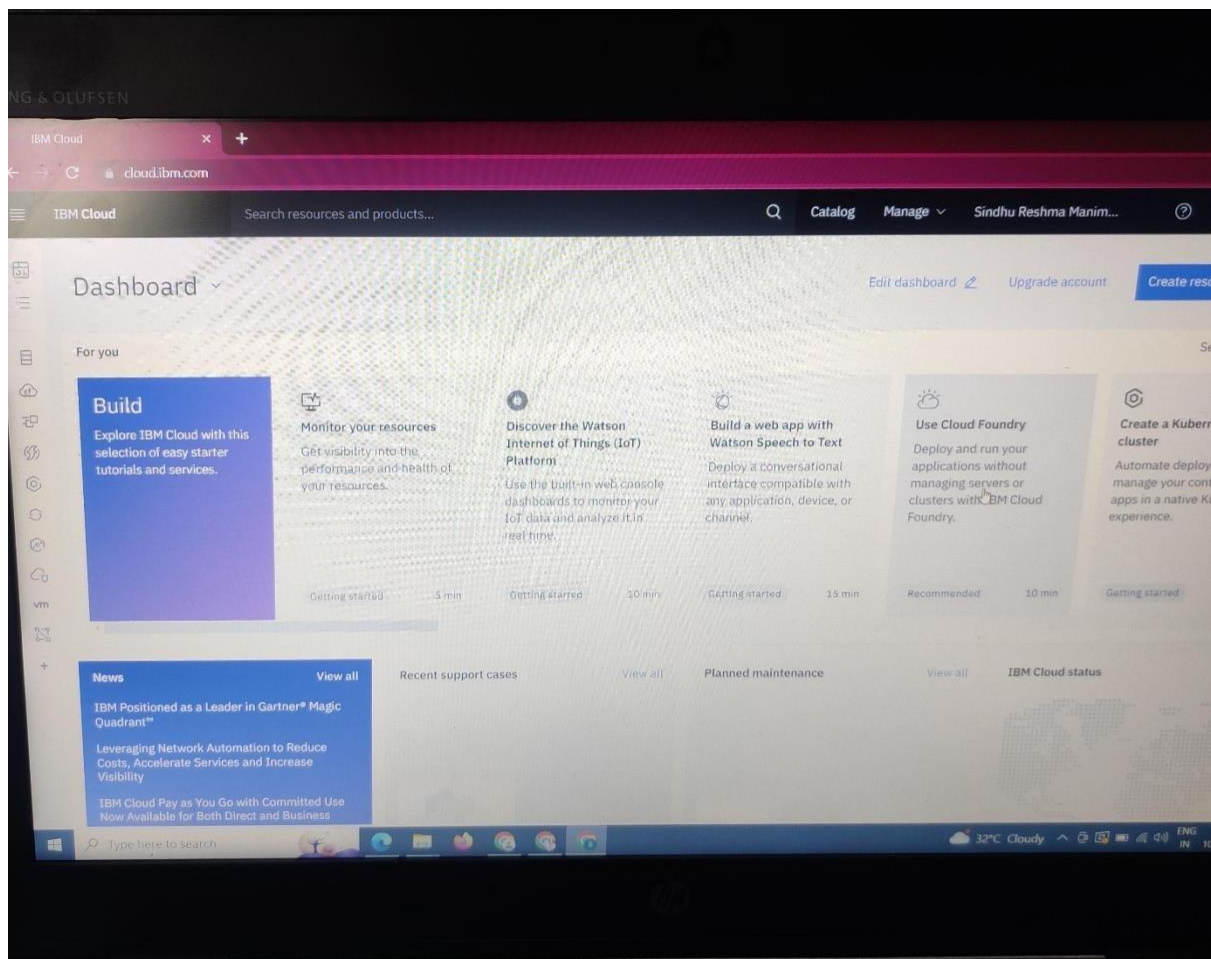 NG & OLUFSEN
IBM Cloud × +
cloud.ibm.com
IBM Cloud
Search resources and products...
Catalog
Manage
Sindhu Reshma Manim...
Dashboard
Edit dashboard
Upgrade account
Create reso
For you
Se
Build
Explore IBM Cloud with this
selection of easy starter
tutorials and services.
Monitor your resources
Get visibility into the
performance and health of
your resources.
Getting started
5 min
Discover the Watson
Internet of Things (IoT)
Platform
Use the built-in web console
dashboards to monitor your
IoT data and analyze it in
real time.
Getting started
10 min
Build a web app with
Watson Speech to Text
Deploy a conversational
interface compatible with
any application, device, or
channel.
Getting started
15 min
Use Cloud Foundry
Deploy and run your
applications without
managing servers or
clusters with IBM Cloud
Foundry.
Recommended
10 min
Create a Kubern
cluster
Automate deploy
manage your cont
apps in a native Ku
experience.
Getting started
vm
News
View all
IBM Positioned as a Leader in Gartner® Magic
Quadrant™
Leveraging Network Automation to Reduce
Costs, Accelerate Services and Increase
Visibility
IBM Cloud Pay as You Go with Committed Use
Now Available for Both Direct and Business
Recent support cases
View all
Planned maintenance
View all
IBM Cloud status
Type here to search
32°C Cloudy
ENG
IN
hp